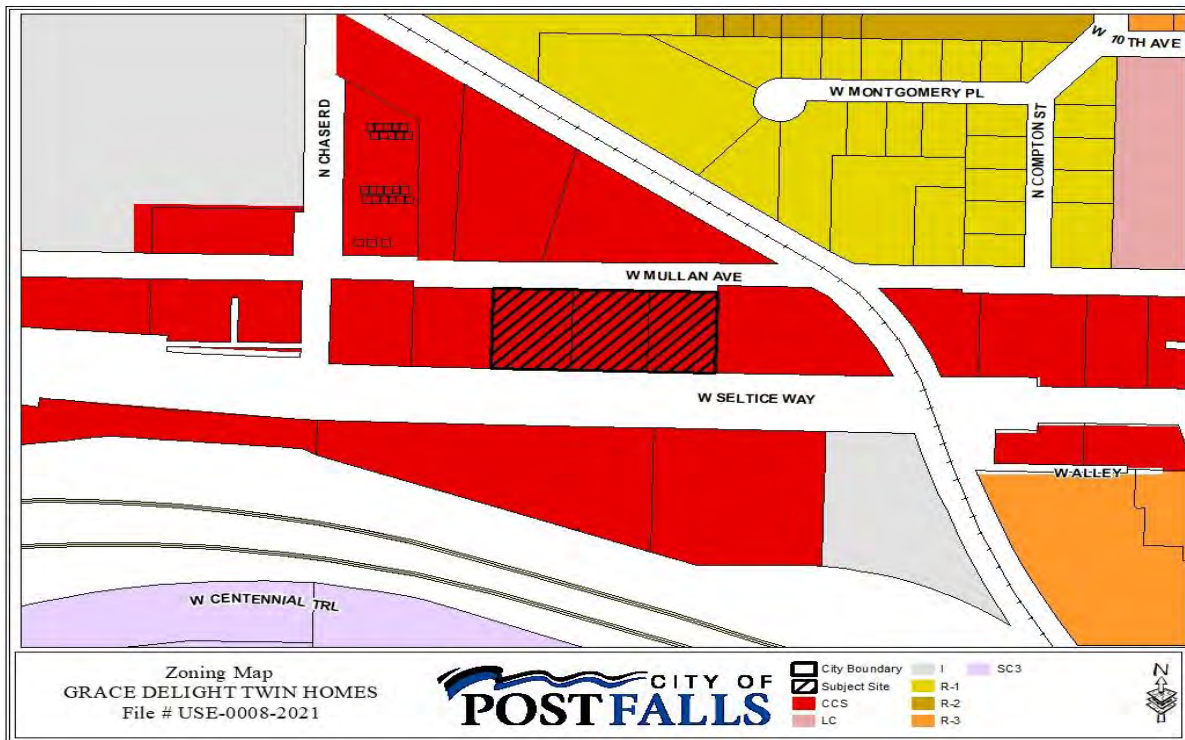 W 10TH AVE
W MONTGOMERY PL
N CHASE RD
N COMPTON ST
W MULLAN AVE
W SELTICE WAY
W ALLEY
W CENTENNIAL TRL
Zoning Map
GRACE DELIGHT TWIN HOMES
File # USE-0008-2021
CITY OF
POST FALLS
City Boundary
Subject Site
CCS
LC
I
R-1
R-2
R-3
SC3
N